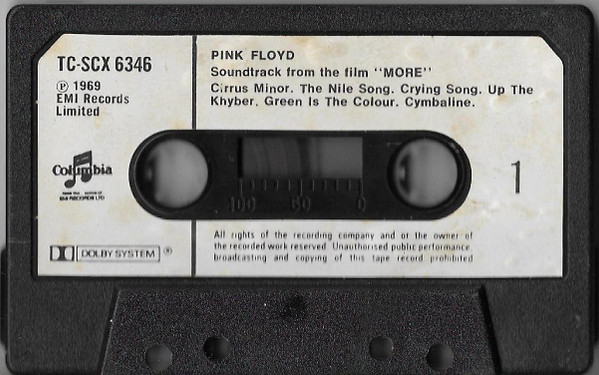 TC-SCX 6346
℗ 1969
EMI Records
Limited
Columbia
EMI RECORDS LTD
DOLBY SYSTEM ®
PINK FLOYD
Soundtrack from the film "MORE"
Cirrus Minor. The Nile Song. Crying Song. Up The
Khyber. Green Is The Colour. Cymbaline.
100 50 0
1
All rights of the recording company and of the owner of
the recorded work reserved. Unauthorised public performance,
broadcasting and copying of this tape record prohibited